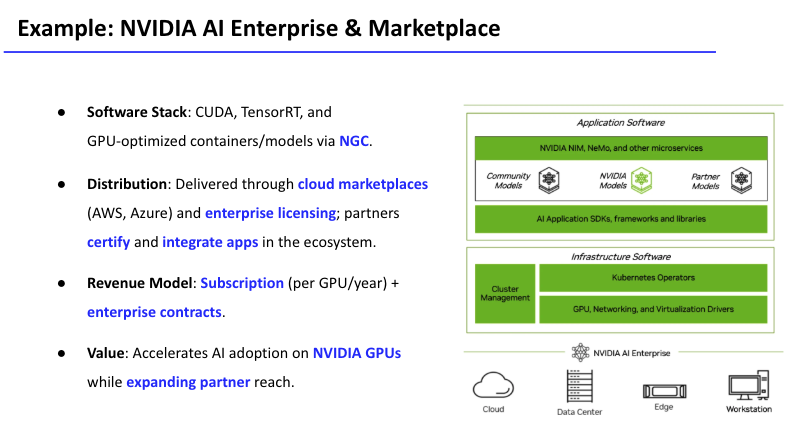 Example: NVIDIA AI Enterprise & Marketplace
● Software Stack: CUDA, TensorRT, and
GPU-optimized containers/models via NGC.
● Distribution: Delivered through cloud marketplaces
(AWS, Azure) and enterprise licensing; partners
certify and integrate apps in the ecosystem.
● Revenue Model: Subscription (per GPU/year) +
enterprise contracts.
● Value: Accelerates AI adoption on NVIDIA GPUs
while expanding partner reach.
Application Software
NVIDIA NIM, NeMo, and other microservices
Community
Models
NVIDIA
Models
Partner
Models
AI Application SDKs, frameworks and libraries
Infrastructure Software
Cluster
Management
Kubernetes Operators
GPU, Networking, and Virtualization Drivers
NVIDIA AI Enterprise
Cloud
Data Center
Edge
Workstation